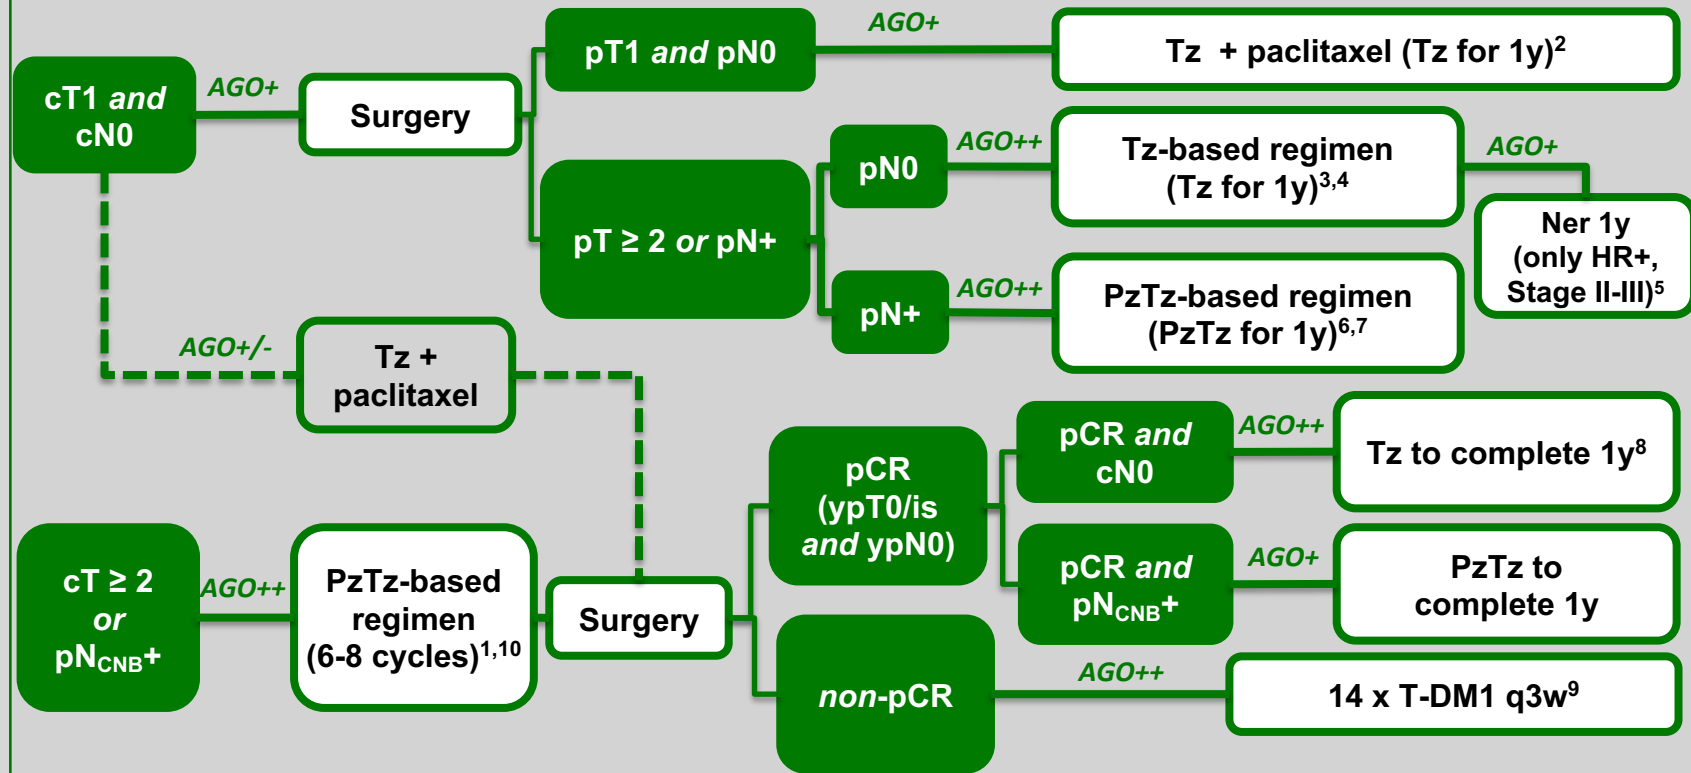 cT1 and
cN0
AGO+
Surgery
pT1 and pN0
AGO+
Tz + paclitaxel (Tz for 1y)2
pT ≥ 2 or pN+
pN0
AGO++
Tz-based regimen
(Tz for 1y)3,4
AGO+
Ner 1y
(only HR+,
Stage II-III)5
pN+
AGO++
PzTz-based regimen
(PzTz for 1y)6,7
AGO+/-
Tz +
paclitaxel
cT ≥ 2
or
pNCNB+
AGO++
PzTz-based
regimen
(6-8 cycles)1,10
Surgery
pCR
(ypT0/is
and ypN0)
pCR and
cN0
AGO++
Tz to complete 1y8
pCR and
pNCNB+
AGO+
PzTz to
complete 1y
non-pCR
AGO++
14 x T-DM1 q3w9